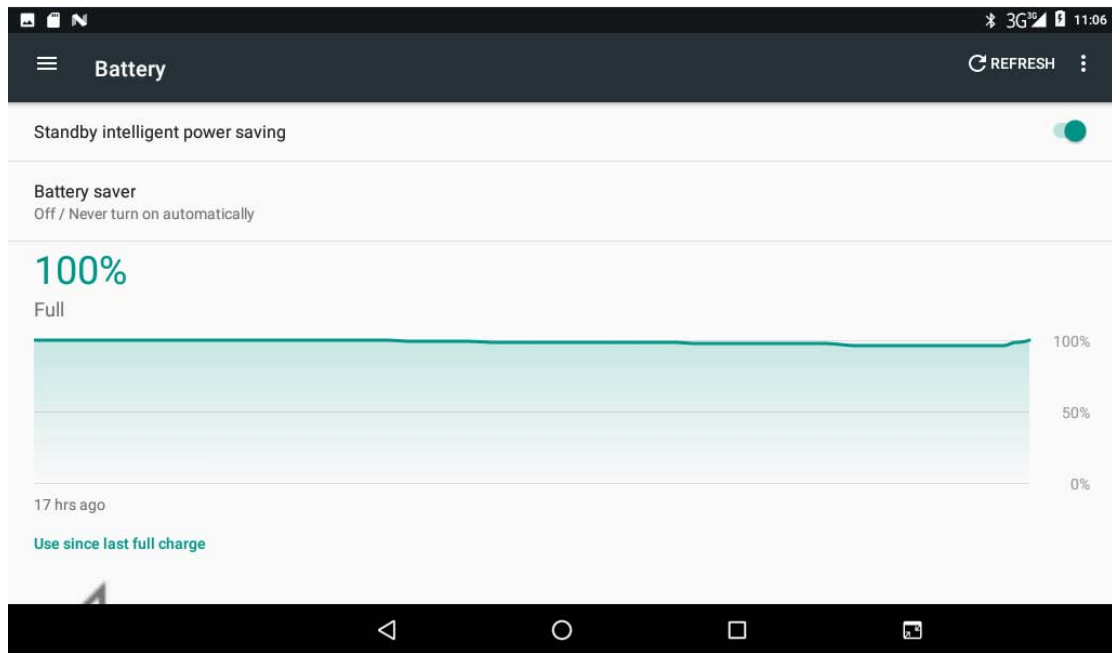 3G 3G 11:06
Battery
REFRESH
Standby intelligent power saving
Battery saver
Off / Never turn on automatically
100%
Full
100%
50%
0%
17 hrs ago
Use since last full charge